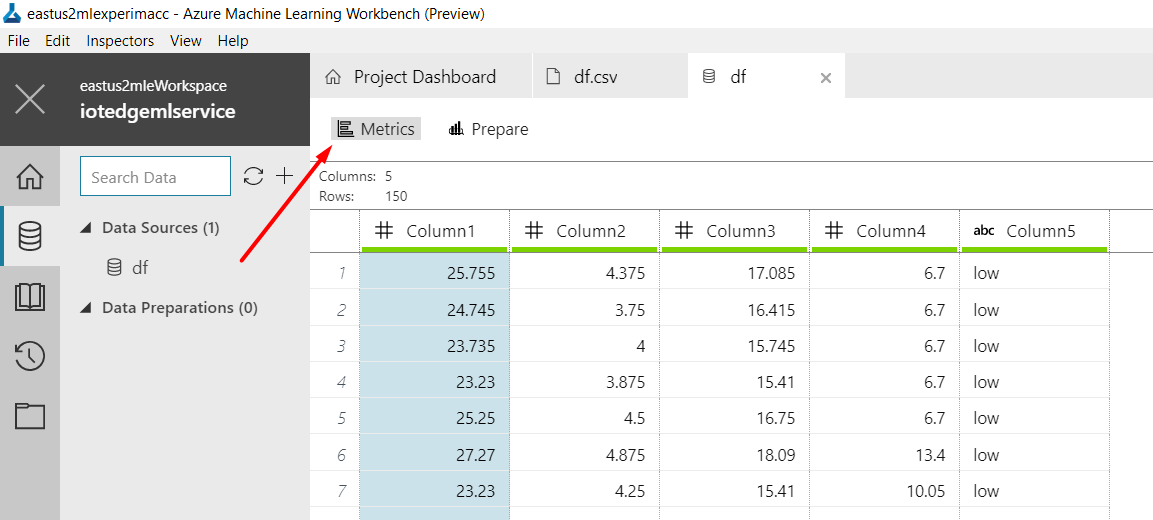 eastus2mlexperimacc - Azure Machine Learning Workbench (Preview)
File Edit Inspectors View Help
eastus2mleWorkspace
iotedgemlservice
Project Dashboard df.csv df
Metrics Prepare
Search Data
Data Sources (1)
df
Data Preparations (0)
Columns: 5
Rows: 150
# Column1 # Column2 # Column3 # Column4 abc Column5
1 25.755 4.375 17.085 6.7 low
2 24.745 3.75 16.415 6.7 low
3 23.735 4 15.745 6.7 low
4 23.23 3.875 15.41 6.7 low
5 25.25 4.5 16.75 6.7 low
6 27.27 4.875 18.09 13.4 low
7 23.23 4.25 15.41 10.05 low